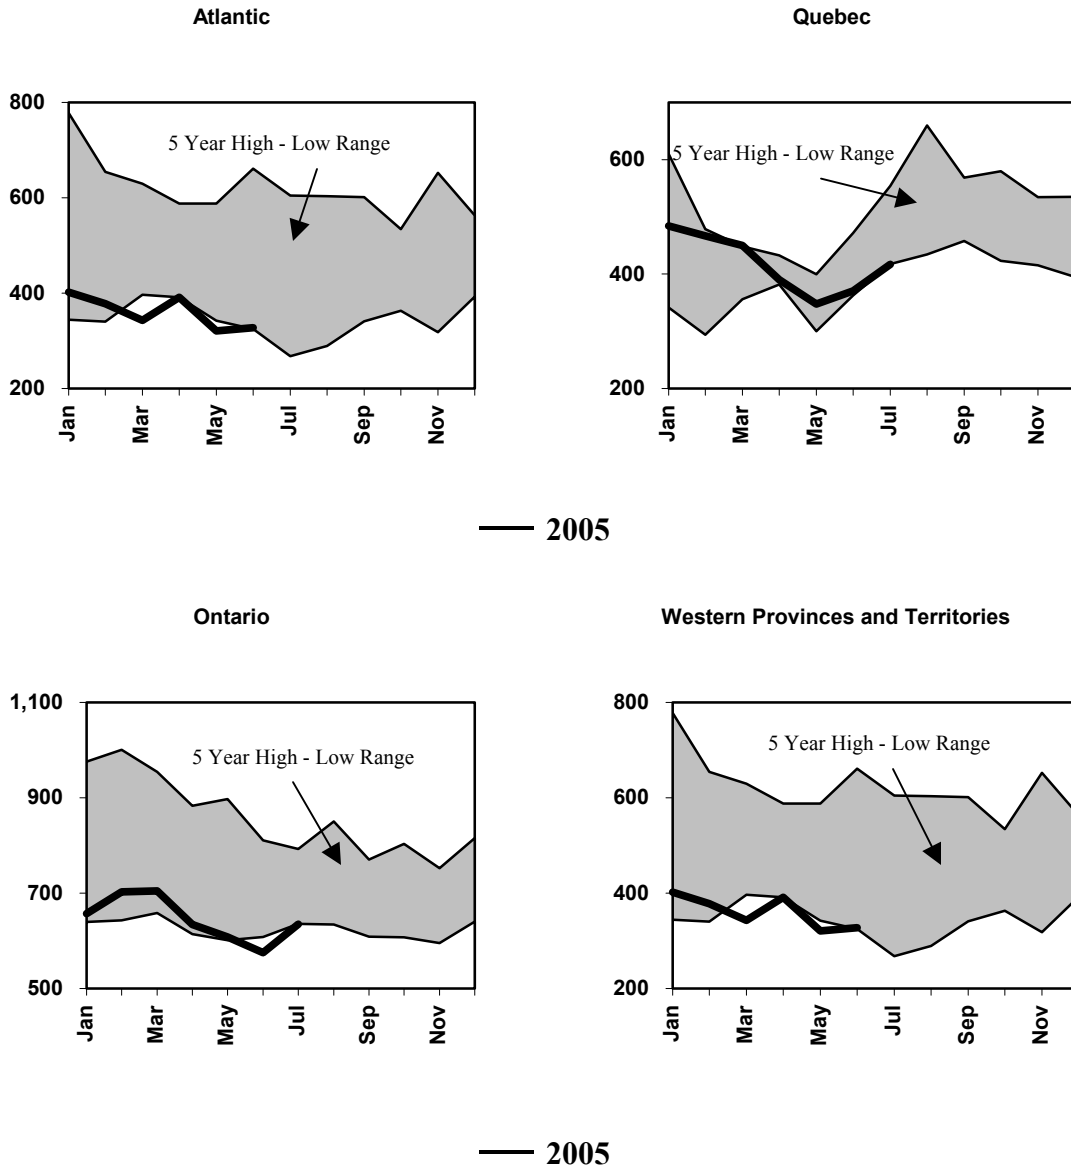 Atlantic
800
600
400
200
5 Year High - Low Range
Jan
Mar
May
Jul
Sep
Nov
Quebec
600
400
200
5 Year High - Low Range
Jan
Mar
May
Jul
Sep
Nov
2005
Ontario
1,100
900
700
500
5 Year High - Low Range
Jan
Mar
May
Jul
Sep
Nov
Western Provinces and Territories
800
600
400
200
5 Year High - Low Range
Jan
Mar
May
Jul
Sep
Nov
2005